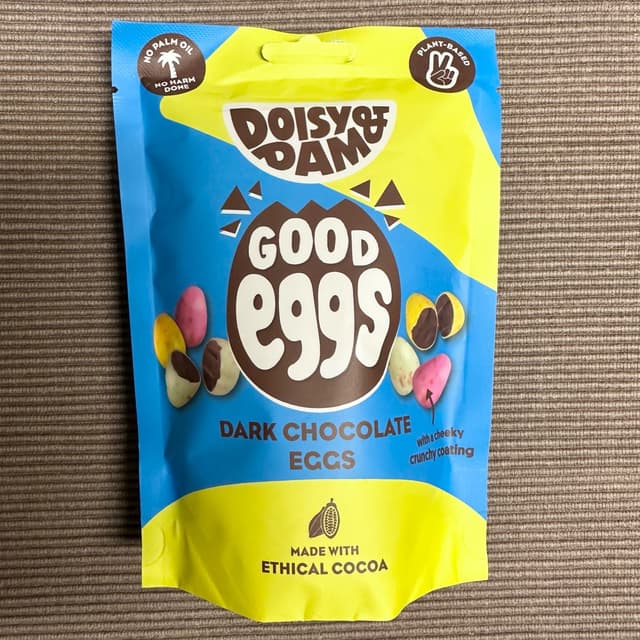 NO PALM OIL
NO HARM
DONE
PLANT-BASED
DOISY &
DAM
GOOD
eggs
DARK CHOCOLATE
EGGS
with a cheeky
crunchy coating
MADE WITH
ETHICAL COCOA